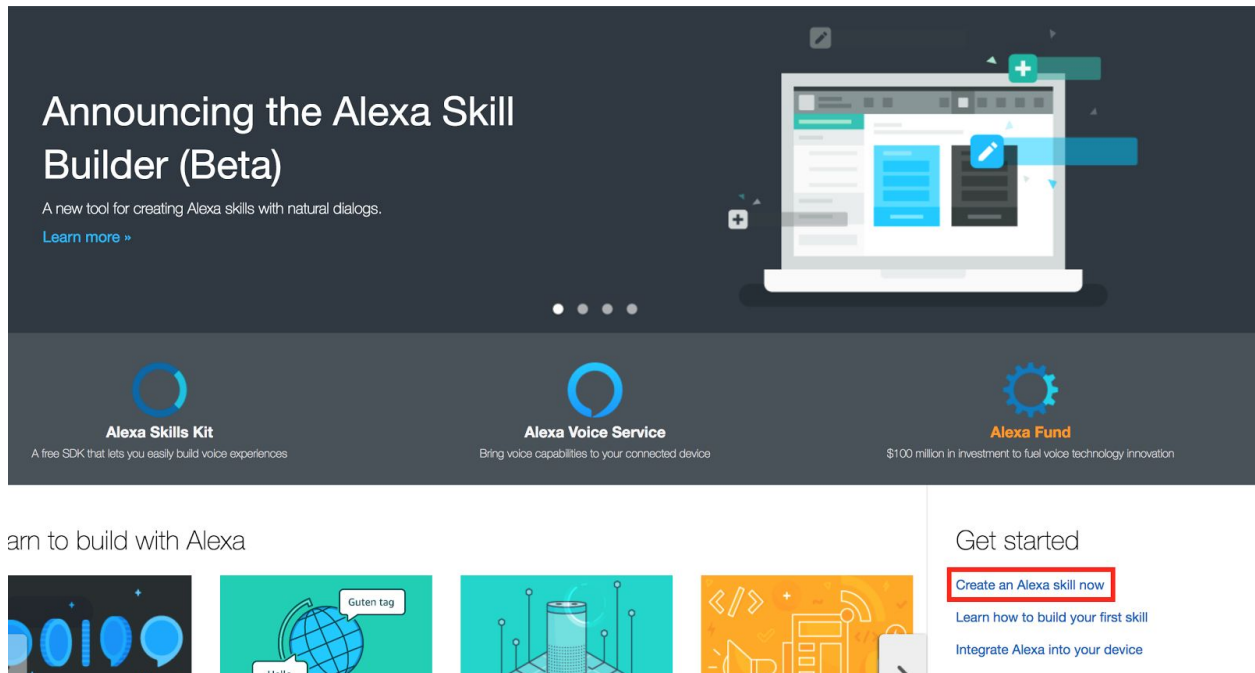 Announcing the Alexa Skill
Builder (Beta)
A new tool for creating Alexa skills with natural dialogs.
Learn more »
Alexa Skills Kit
A free SDK that lets you easily build voice experiences
Alexa Voice Service
Bring voice capabilities to your connected device
Alexa Fund
$100 million in investment to fuel voice technology innovation
arn to build with Alexa
Guten tag
Hello
</>
Get started
Create an Alexa skill now
Learn how to build your first skill
Integrate Alexa into your device